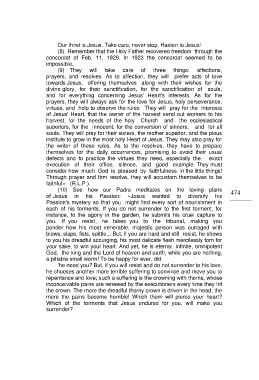 Our thirst is Jesus. Take care, never stop. Hasten to Jesus!
(8) Remember that the Holy Father recovered freedom through the
concordat of Feb. 11, 1929. In 1923 the concordat seemed to be
impossible.
(9) They will take care of three things: affections,
prayers, and resolves. As to affection, they will prefer acts of love
towards Jesus, offering themselves along with their wishes for the
divine glory, for their sanctification, for the sanctification of souls,
and for everything concerning Jesus' Heart's interests. As for the
prayers, they will always ask for the love for Jesus, holy perseverance,
virtues, and help to observe the rules. They will pray for the interests
of Jesus' Heart, that the owner of the harvest send out workers to his
harvest, for the needs of the holy Church and the ecclesiastical
superiors, for the innocent, for the conversion of sinners, and for all
souls. They will pray for their sisters, the mother superior, and the pious
institute to grow in the most holy Heart of Jesus. They may also pray for
the writer of those rules. As to the resolves, they have to prepare
themselves for the daily occurrences, promising to avoid their usual
defects and to practice the virtues they need, especially the exact
execution of their office, silence, and good example. They must
consider how much God is pleased by faithfulness in the little things!
Through prayer and firm resolve, they will accustom themselves to be
faithful» (R.L.P.)
(10) See how our Padre meditates on the loving plans
of Jesus in his Passion: «Jesus wanted to diversify his
Passion's mystery so that you might find every sort of nourishment in
each of his torments. If you do not surrender to the first torment, for
instance, to the agony in the garden, he submits his cruel capture to
you. If you resist, he takes you to the tribunal, making you
ponder how his most venerable, majestic person was outraged with
blows, slaps, fists, spittle... But, if you are hard and still resist, he shows
to you his dreadful scourging, his most delicate flesh mercilessly torn for
your sake, to win your heart. And yet, he is eternal, infinite, omnipotent
God, the king and the Lord of heaven and earth, while you are nothing,
a pitiable small worm! To be happy for ever, did
he need you? But, if you will resist and do not surrender to his love,
he chooses another more terrible suffering to convince and move you to
repentance and love; such a suffering is the crowning with thorns, whose
inconceivable pains are renewed by the executioners every time they hit
the crown. The more the dreadful thorny crown is driven in the head, the
more the pains become horrible! Which thorn will pierce your heart?
Which of the torments that Jesus endured for you, will make you
surrender?
474